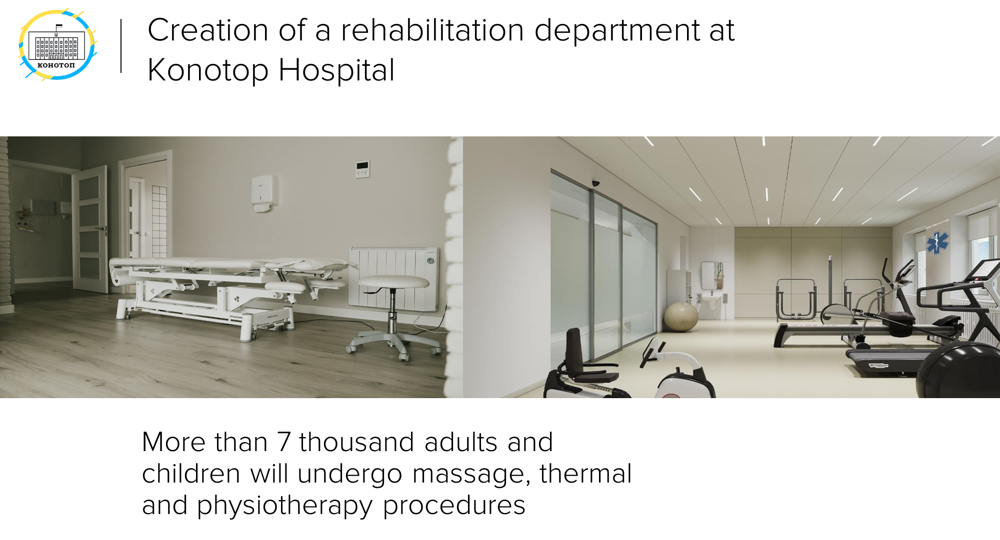 КОНОТОП
Creation of a rehabilitation department at
Konotop Hospital
More than 7 thousand adults and
children will undergo massage, thermal
and physiotherapy procedures